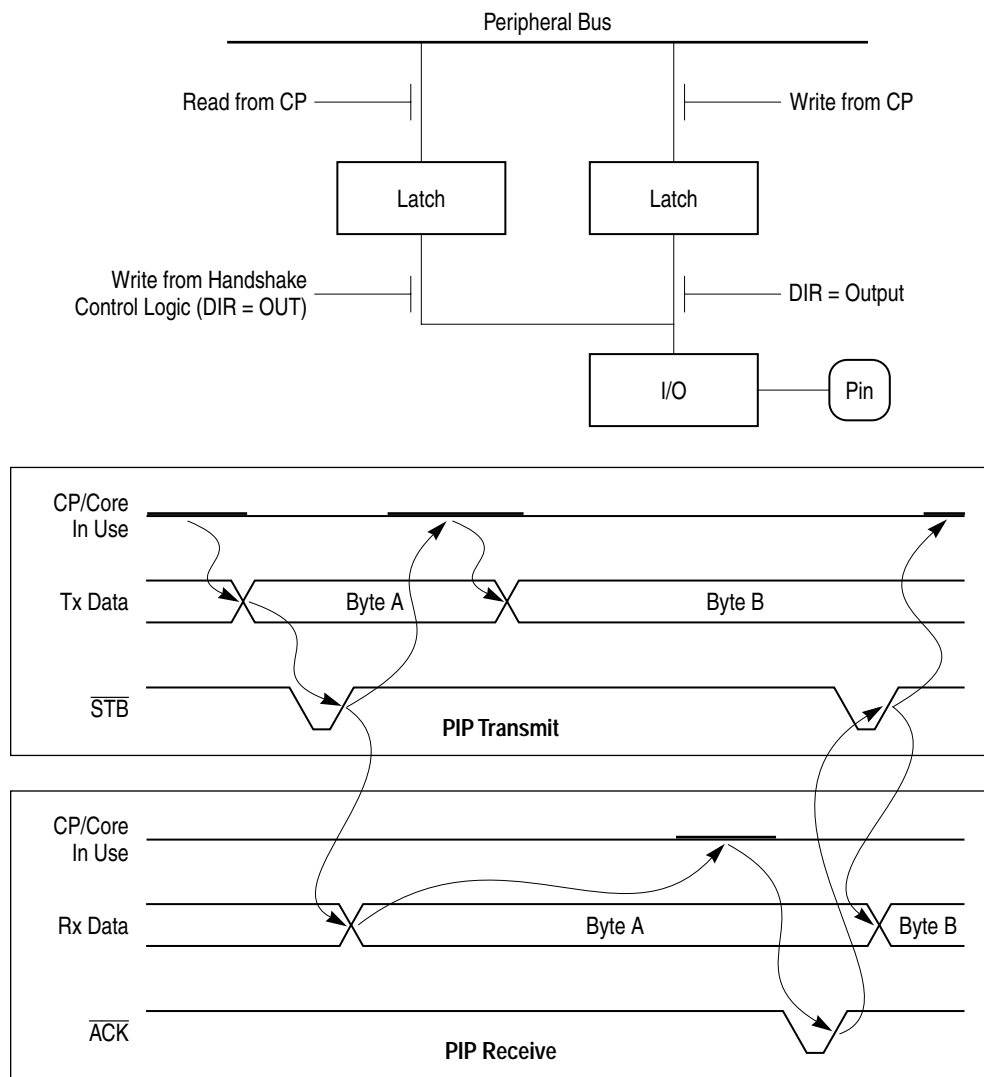 Peripheral Bus
Read from CP
Write from CP
Latch
Latch
Write from Handshake
Control Logic (DIR = OUT)
DIR = Output
I/O
Pin
CP/Core
In Use
Tx Data
Byte A
Byte B
STB
PIP Transmit
CP/Core
In Use
Rx Data
Byte A
Byte B
ACK
PIP Receive